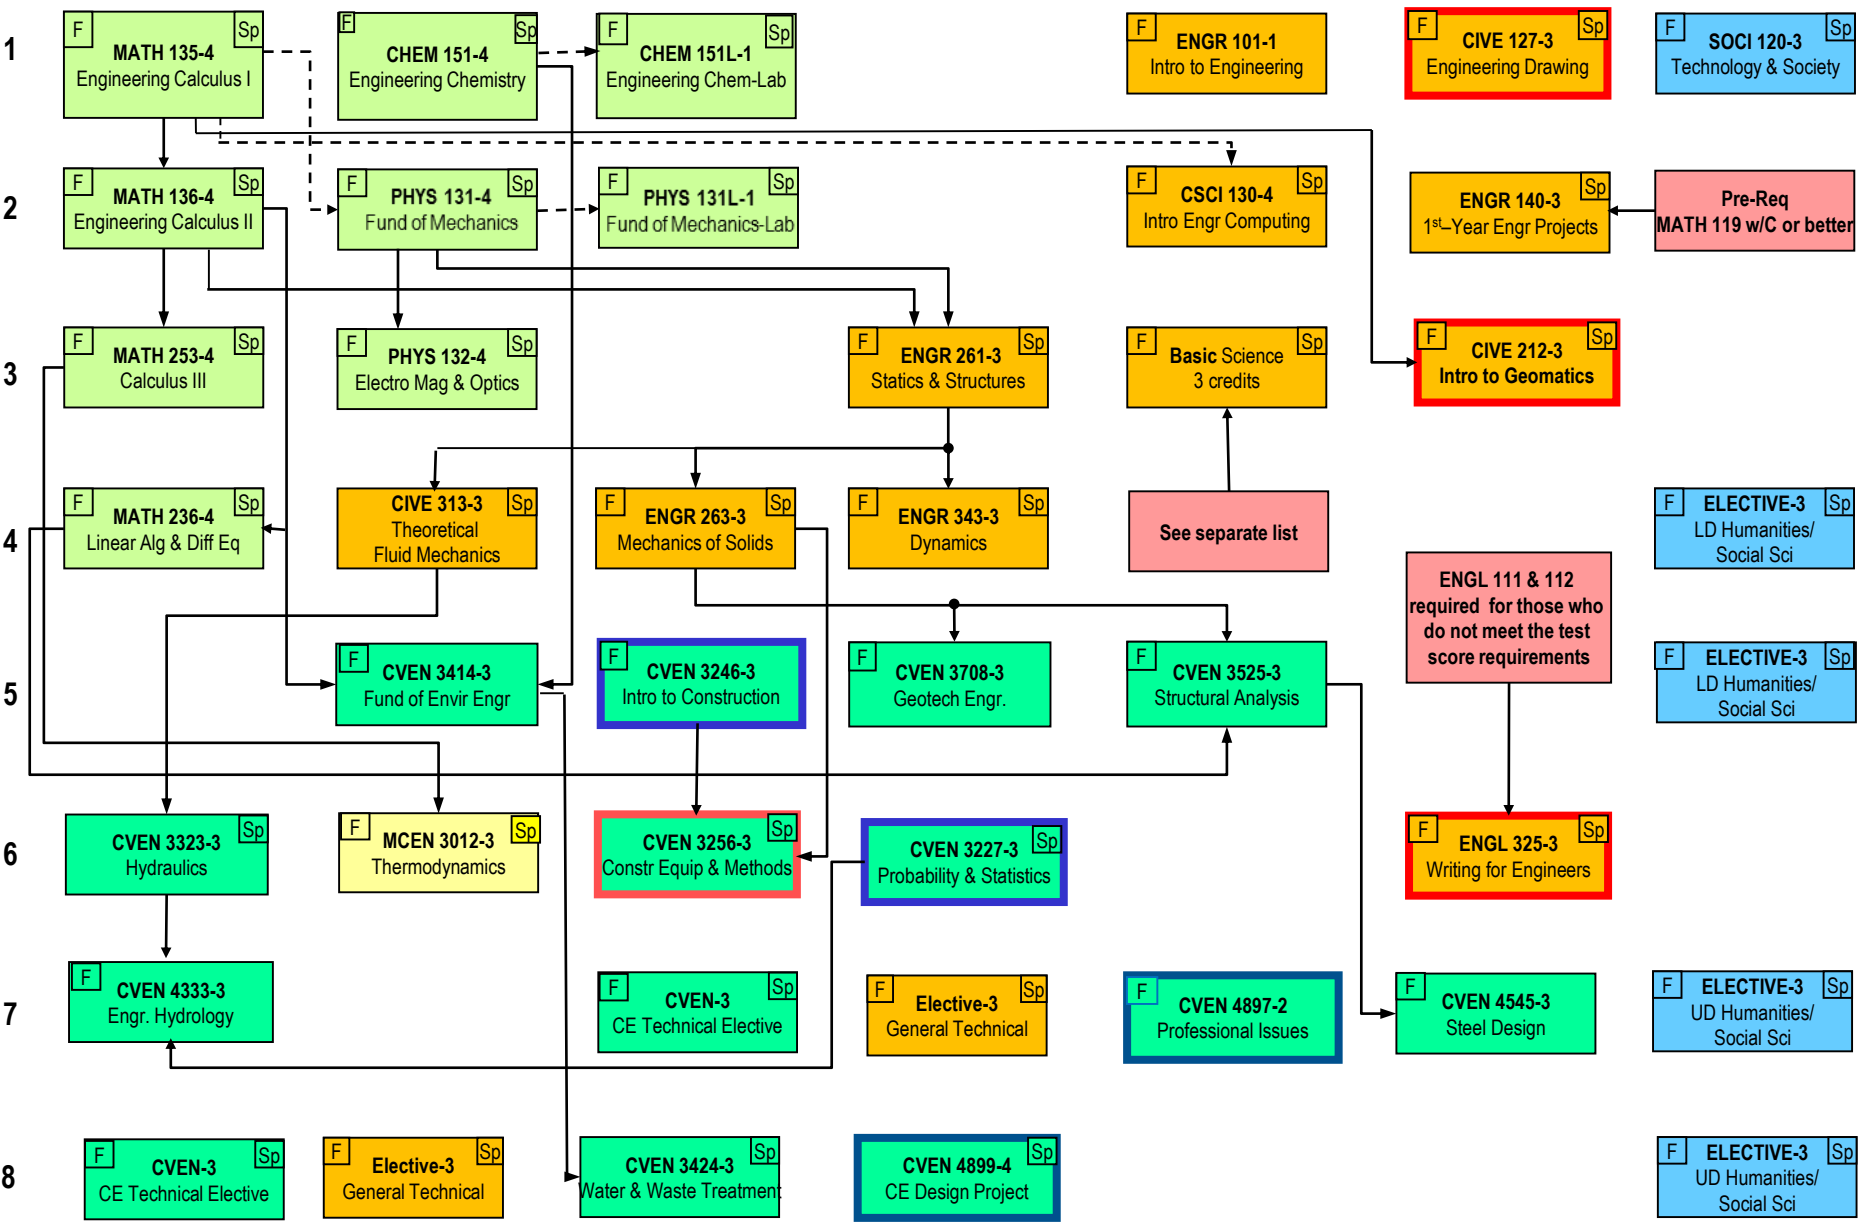 1
F Sp
MATH 135-4
Engineering Calculus I
F Sp
CHEM 151-4
Engineering Chemistry
F Sp
CHEM 151L-1
Engineering Chem-Lab
F
ENGR 101-1
Intro to Engineering
F Sp
CIVE 127-3
Engineering Drawing
F Sp
SOCI 120-3
Technology & Society
2
F Sp
MATH 136-4
Engineering Calculus II
F Sp
PHYS 131-4
Fund of Mechanics
F Sp
PHYS 131L-1
Fund of Mechanics-Lab
F Sp
CSCI 130-4
Intro Engr Computing
Sp
ENGR 140-3
1st–Year Engr Projects
Pre-Req
MATH 119 w/C or better
3
F Sp
MATH 253-4
Calculus III
F Sp
PHYS 132-4
Electro Mag & Optics
F Sp
ENGR 261-3
Statics & Structures
F Sp
Basic Science
3 credits
F Sp
CIVE 212-3
Intro to Geomatics
4
F Sp
MATH 236-4
Linear Alg & Diff Eq
Sp
CIVE 313-3
Theoretical
Fluid Mechanics
F Sp
ENGR 263-3
Mechanics of Solids
F Sp
ENGR 343-3
Dynamics
See separate list
F Sp
ELECTIVE-3
LD Humanities/
Social Sci
ENGL 111 & 112
required for those who
do not meet the test
score requirements
5
F
CVEN 3414-3
Fund of Envir Engr
F
CVEN 3246-3
Intro to Construction
F
CVEN 3708-3
Geotech Engr.
F
CVEN 3525-3
Structural Analysis
F Sp
ELECTIVE-3
LD Humanities/
Social Sci
6
Sp
CVEN 3323-3
Hydraulics
F Sp
MCEN 3012-3
Thermodynamics
Sp
CVEN 3256-3
Constr Equip & Methods
Sp
CVEN 3227-3
Probability & Statistics
F Sp
ENGL 325-3
Writing for Engineers
7
F
CVEN 4333-3
Engr. Hydrology
F Sp
CVEN-3
CE Technical Elective
F Sp
Elective-3
General Technical
F
CVEN 4897-2
Professional Issues
F
CVEN 4545-3
Steel Design
F Sp
ELECTIVE-3
UD Humanities/
Social Sci
8
F Sp
CVEN-3
CE Technical Elective
F Sp
Elective-3
General Technical
Sp
CVEN 3424-3
Water & Waste Treatment
Sp
CVEN 4899-4
CE Design Project
F Sp
ELECTIVE-3
UD Humanities/
Social Sci